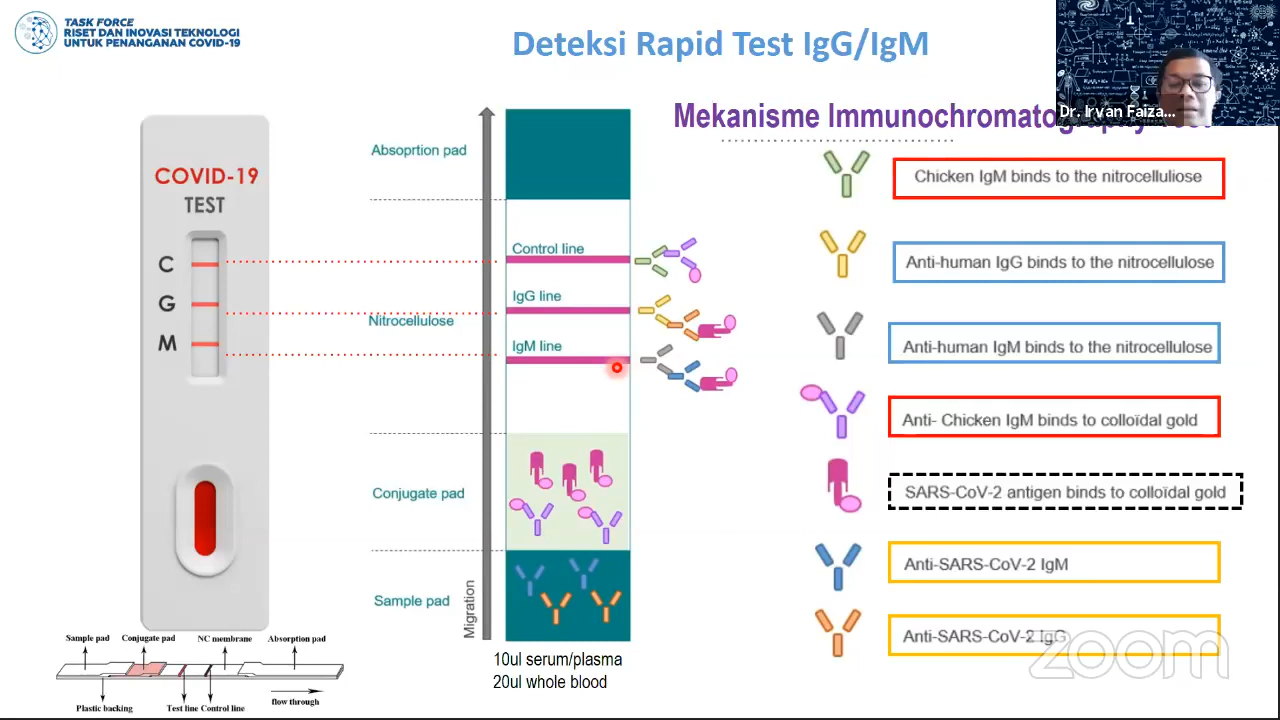 TASK FORCE
RISET DAN INOVASI TEKNOLOGI
UNTUK PENANGANAN COVID-19
Deteksi Rapid Test IgG/IgM
Dr. Irvan Faiza...
Mekanisme Immunochromatography Test
COVID-19
TEST
C
G
M
Absoprtion pad
Control line
IgG line
Nitrocellulose
IgM line
Conjugate pad
Sample pad
Migration
10ul serum/plasma
20ul whole blood
Chicken IgM binds to the nitrocelluliose
Anti-human IgG binds to the nitrocellulose
Anti-human IgM binds to the nitrocellulose
Anti- Chicken IgM binds to colloïdal gold
SARS-CoV-2 antigen binds to colloïdal gold
Anti-SARS-CoV-2 IgM
Anti-SARS-CoV-2 IgG
zoom
Sample pad Conjugate pad NC membrane Absorption pad
Plastic backing Test line Control line flow through